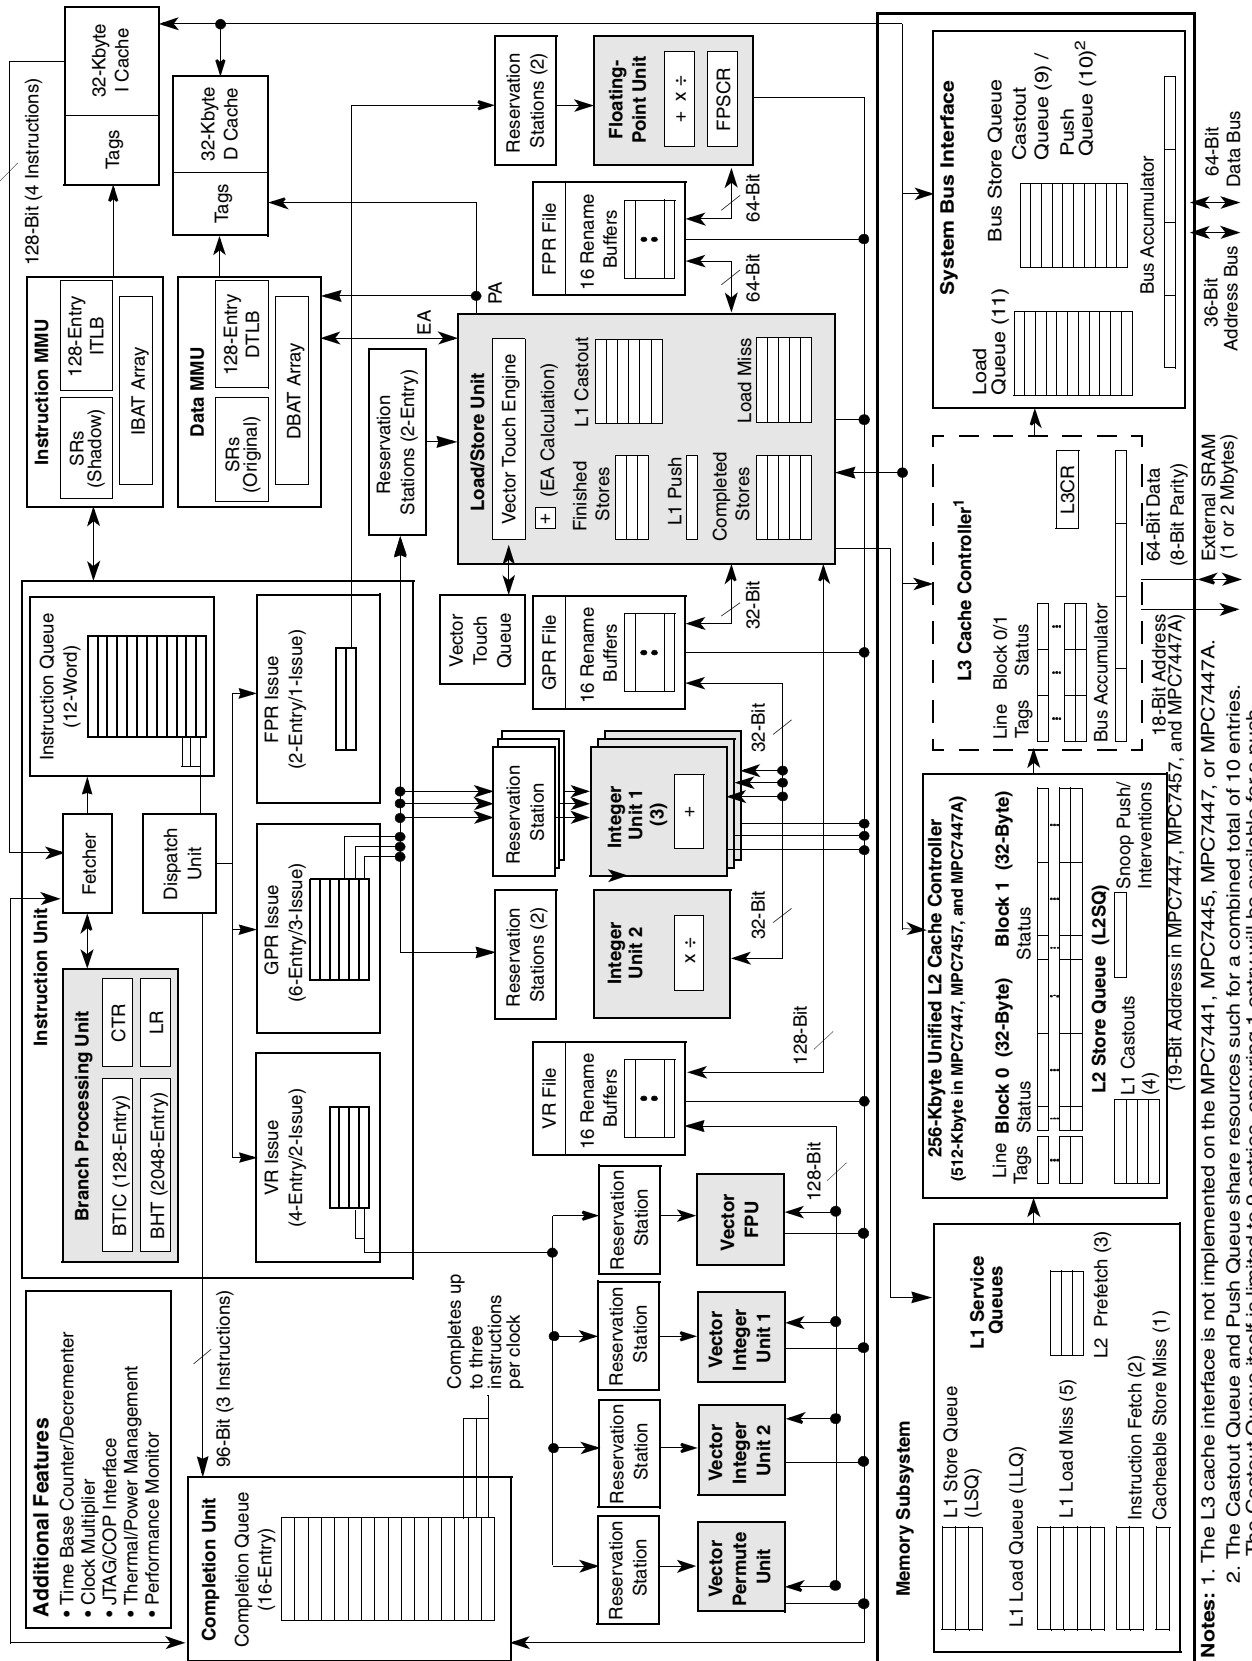 Additional Features
• Time Base Counter/Decrementer
• Clock Multiplier
• JTAG/COP Interface
• Thermal/Power Management
• Performance Monitor
Instruction Unit
Branch Processing Unit
BTIC (128-Entry)
CTR
BHT (2048-Entry)
LR
Fetcher
Dispatch
Unit
Instruction Queue
(12-Word)
96-Bit (3 Instructions)
VR Issue
(4-Entry/2-Issue)
GPR Issue
(6-Entry/3-Issue)
FPR Issue
(2-Entry/1-Issue)
Instruction MMU
SRs
(Shadow)
128-Entry
ITLB
IBAT Array
Data MMU
SRs
(Original)
128-Entry
DTLB
DBAT Array
128-Bit (4 Instructions)
Tags
32-Kbyte
I Cache
Tags
32-Kbyte
D Cache
EA
PA
Completion Unit
Completion Queue
(16-Entry)
Completes up
to three
instructions
per clock
Reservation
Stations (2-Entry)
Vector
Touch
Queue
Load/Store Unit
Vector Touch Engine
+
(EA Calculation)
Finished
Stores
L1 Castout
L1 Push
Completed
Stores
Load Miss
Reservation
Station
Reservation
Station
Reservation
Station
Reservation
Station
Vector
Permute
Unit
Vector
Integer
Unit 2
Vector
Integer
Unit 1
Vector
FPU
128-Bit
VR File
16 Rename
Buffers
128-Bit
Reservation
Stations (2)
Integer
Unit 2
x ÷
32-Bit
Reservation
Station
Integer
Unit 1
(3)
+
32-Bit
GPR File
16 Rename
Buffers
32-Bit
FPR File
16 Rename
Buffers
64-Bit
64-Bit
Reservation
Stations (2)
Floating-
Point Unit
+ x ÷
FPSCR
Memory Subsystem
L1 Store Queue
(LSQ)
L1 Load Queue (LLQ)
L1 Load Miss (5)
Instruction Fetch (2)
Cacheable Store Miss (1)
L1 Service
Queues
L2 Prefetch (3)
256-Kbyte Unified L2 Cache Controller
(512-Kbyte in MPC7447, MPC7457, and MPC7447A)
Line
Tags
Block 0 (32-Byte)
Status
Block 1 (32-Byte)
Status
L2 Store Queue (L2SQ)
L1 Castouts
(4)
Snoop Push/
Interventions
L3 Cache Controller1
Line
Tags
Block 0/1
Status
L3CR
Bus Accumulator
18-Bit Address
(19-Bit Address in MPC7447, MPC7457, and MPC7447A)
64-Bit Data
(8-Bit Parity)
External SRAM
(1 or 2 Mbytes)
System Bus Interface
Load
Queue (11)
Bus Store Queue
Castout
Queue (9) /
Push
Queue (10)2
Bus Accumulator
36-Bit
Address Bus
64-Bit
Data Bus
Notes: 1. The L3 cache interface is not implemented on the MPC7441, MPC7445, MPC7447, or MPC7447A.
2. The Castout Queue and Push Queue share resources such for a combined total of 10 entries.
The Castout Queue itself is limited to 9 entries, ensuring 1 entry will be available for a push.